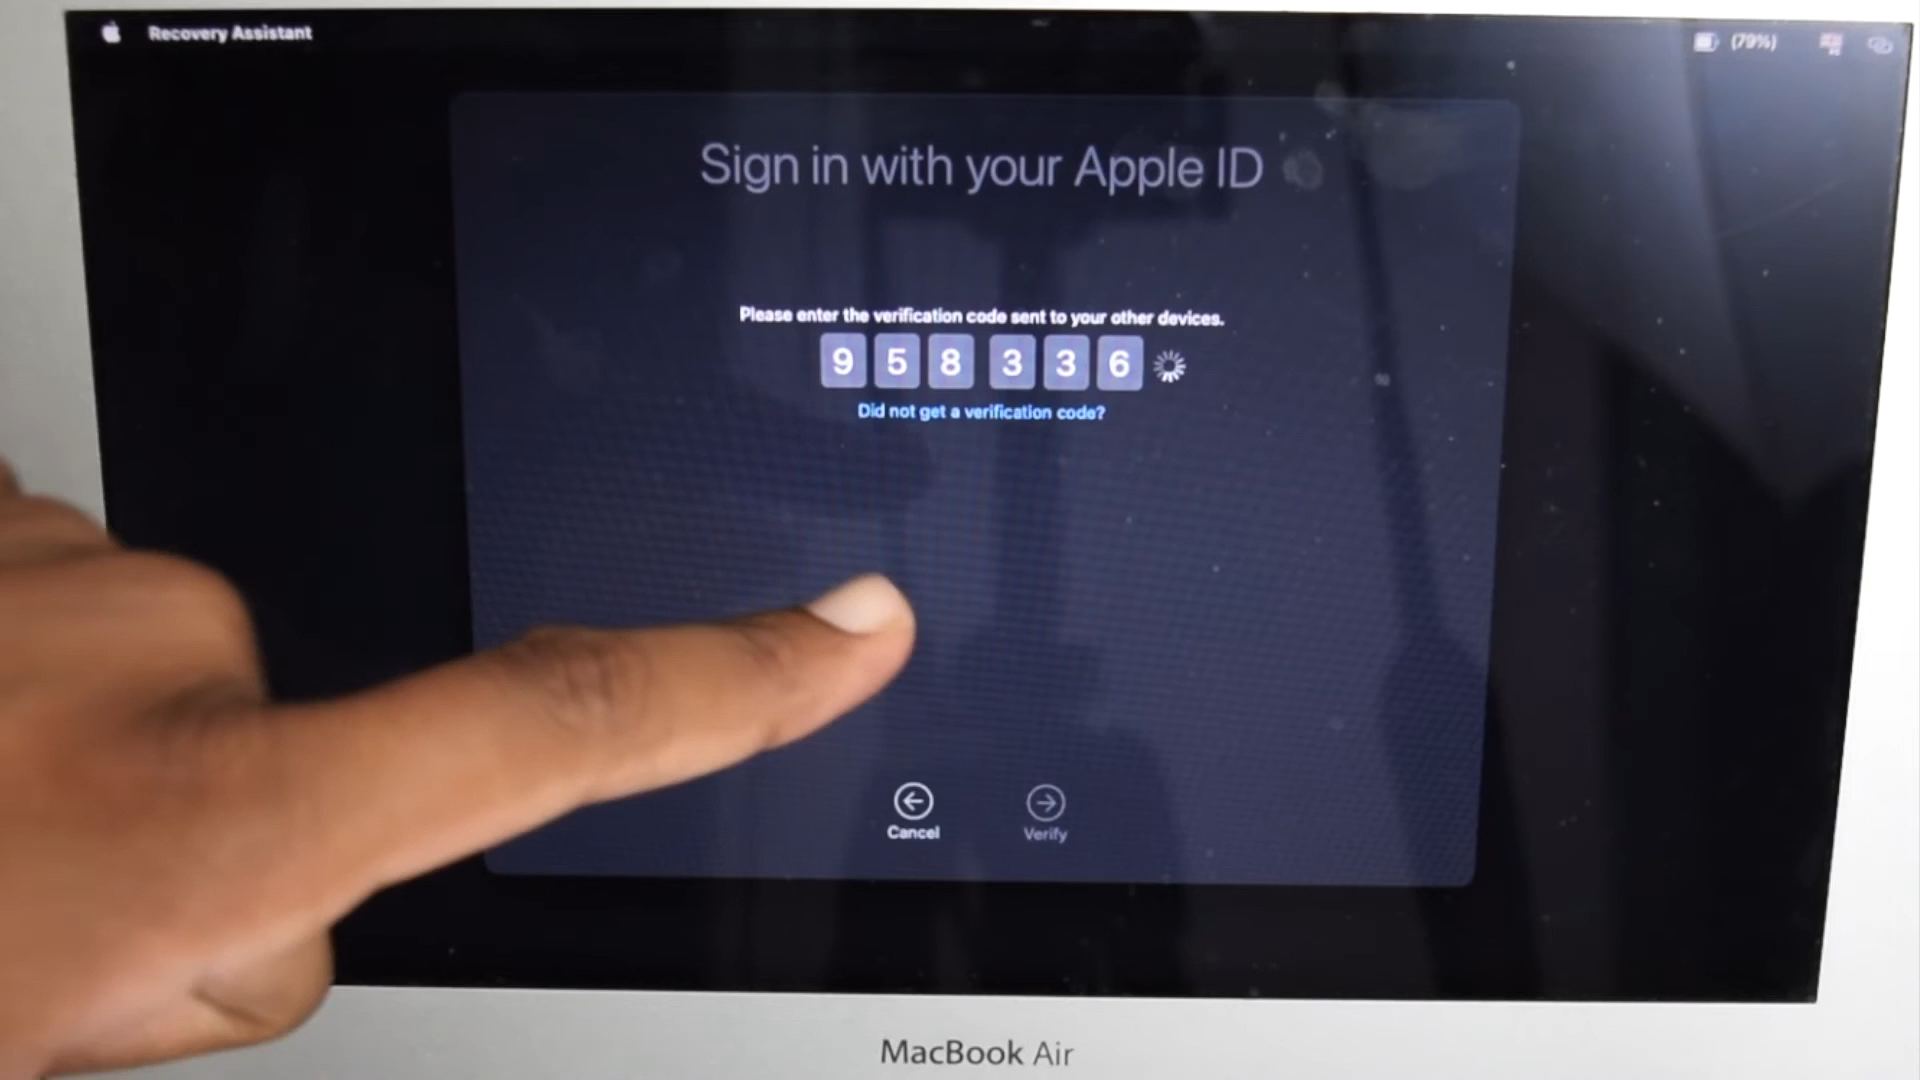 Recovery Assistant
(79%)
Sign in with your Apple ID
Please enter the verification code sent to your other devices.
9 5 8 3 3 6
Did not get a verification code?
Cancel
Verify
MacBook Air